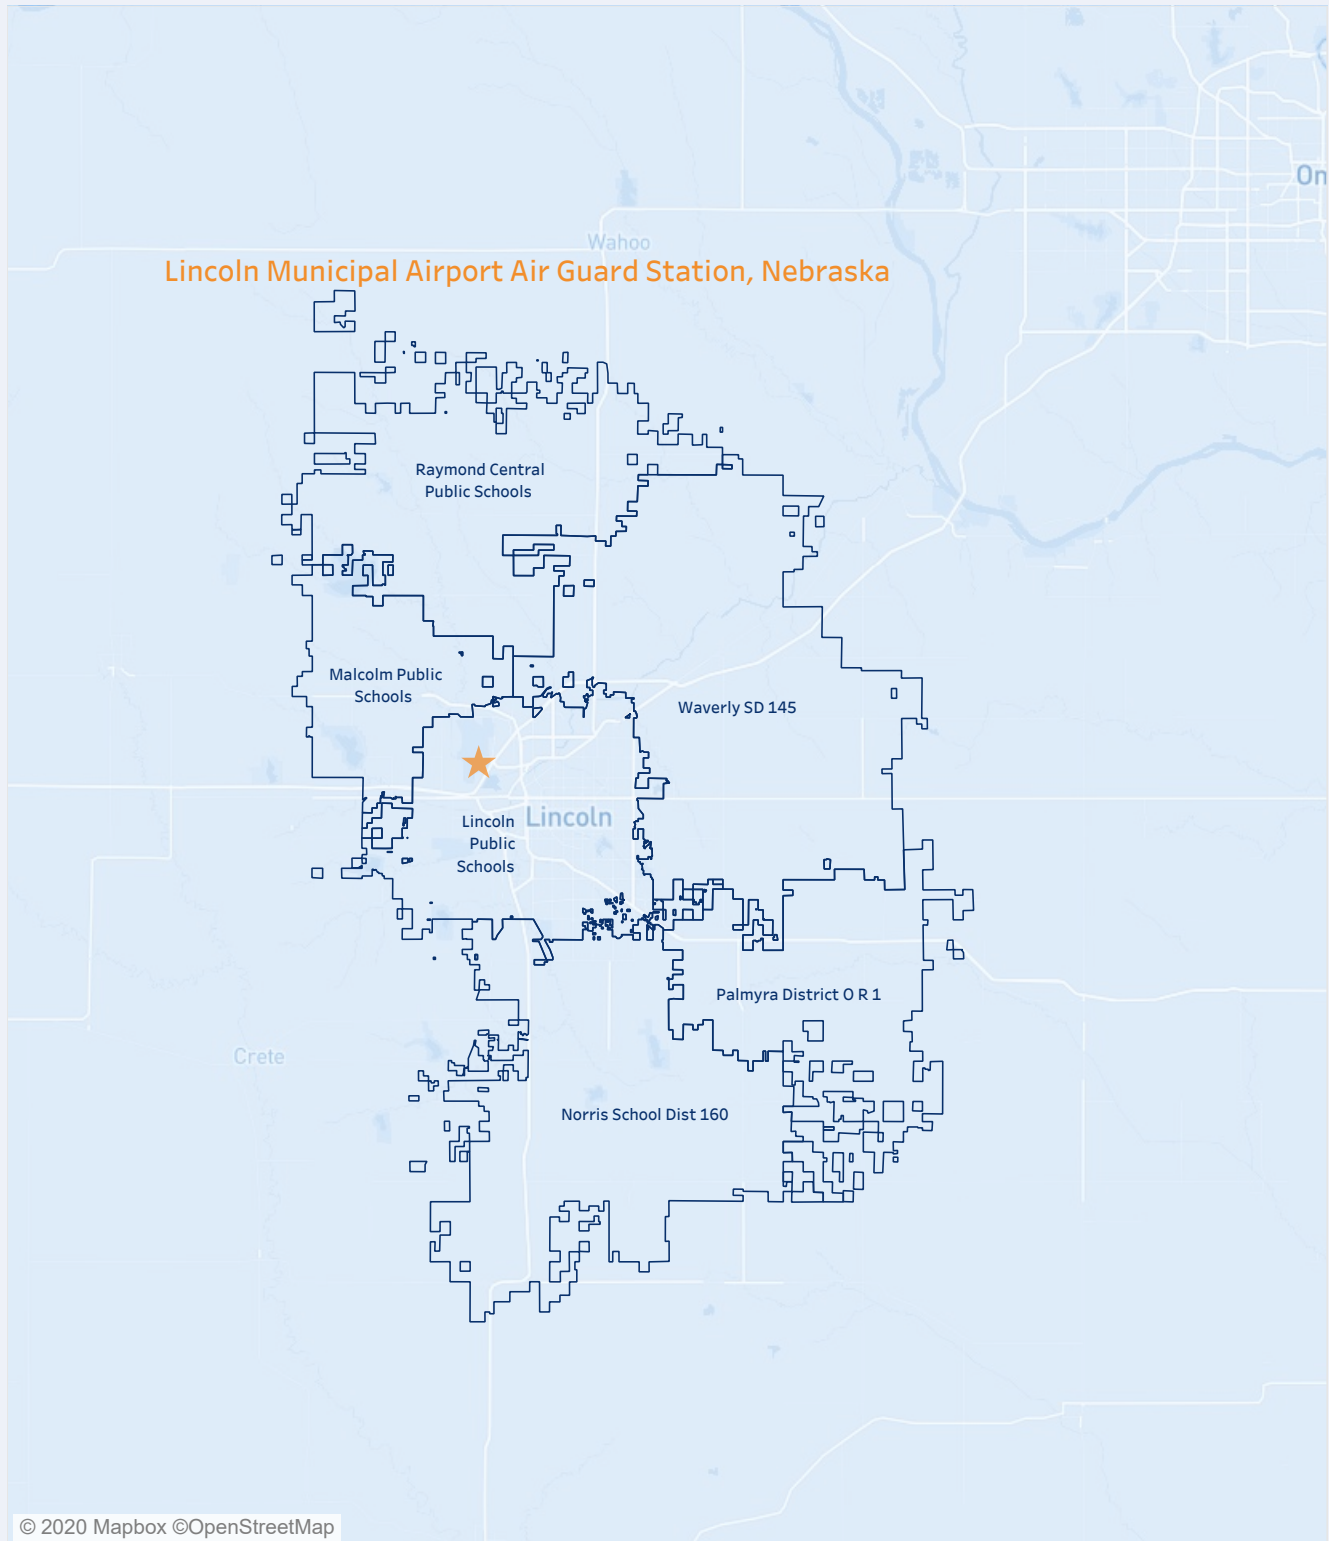 On
Wahoo
Lincoln Municipal Airport Air Guard Station, Nebraska
Raymond Central
Public Schools
Malcolm Public
Schools
Waverly SD 145
Lincoln
Lincoln
Public
Schools
Palmyra District O R 1
Crete
Norris School Dist 160
© 2020 Mapbox ©OpenStreetMap